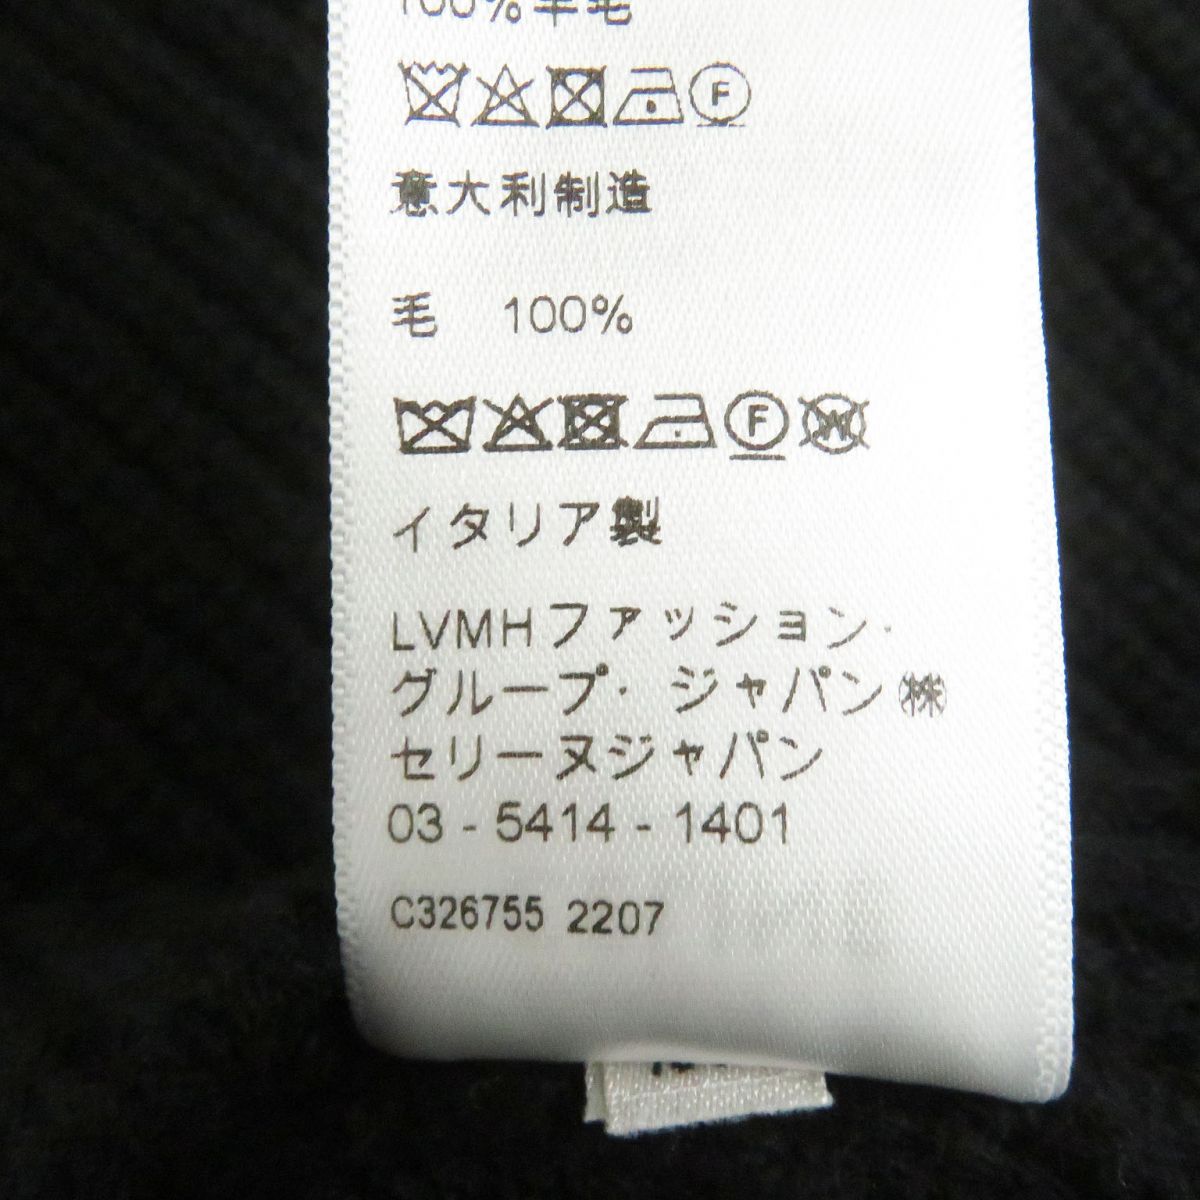 100%羊毛
F
意大利制造
毛 100%
F W
イタリア製
LVMHファッション・
グループ・ジャパン㈱
セリーヌジャパン
03 - 5414 - 1401
C326755 2207